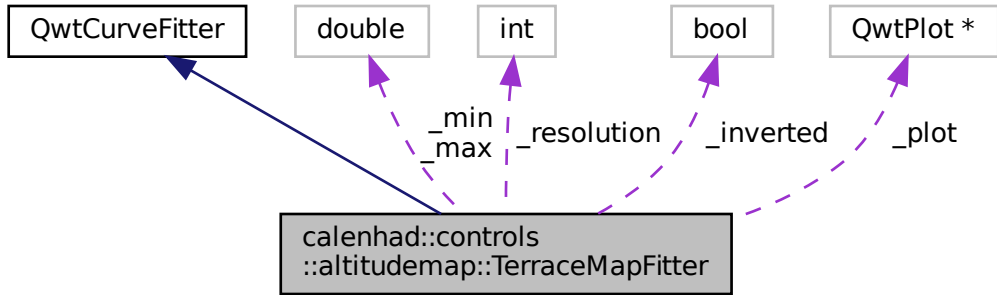 QwtCurveFitter
double
int
bool
QwtPlot *
_min
_max
_resolution
_inverted
_plot
calenhad::controls
::altitudemap::TerraceMapFitter